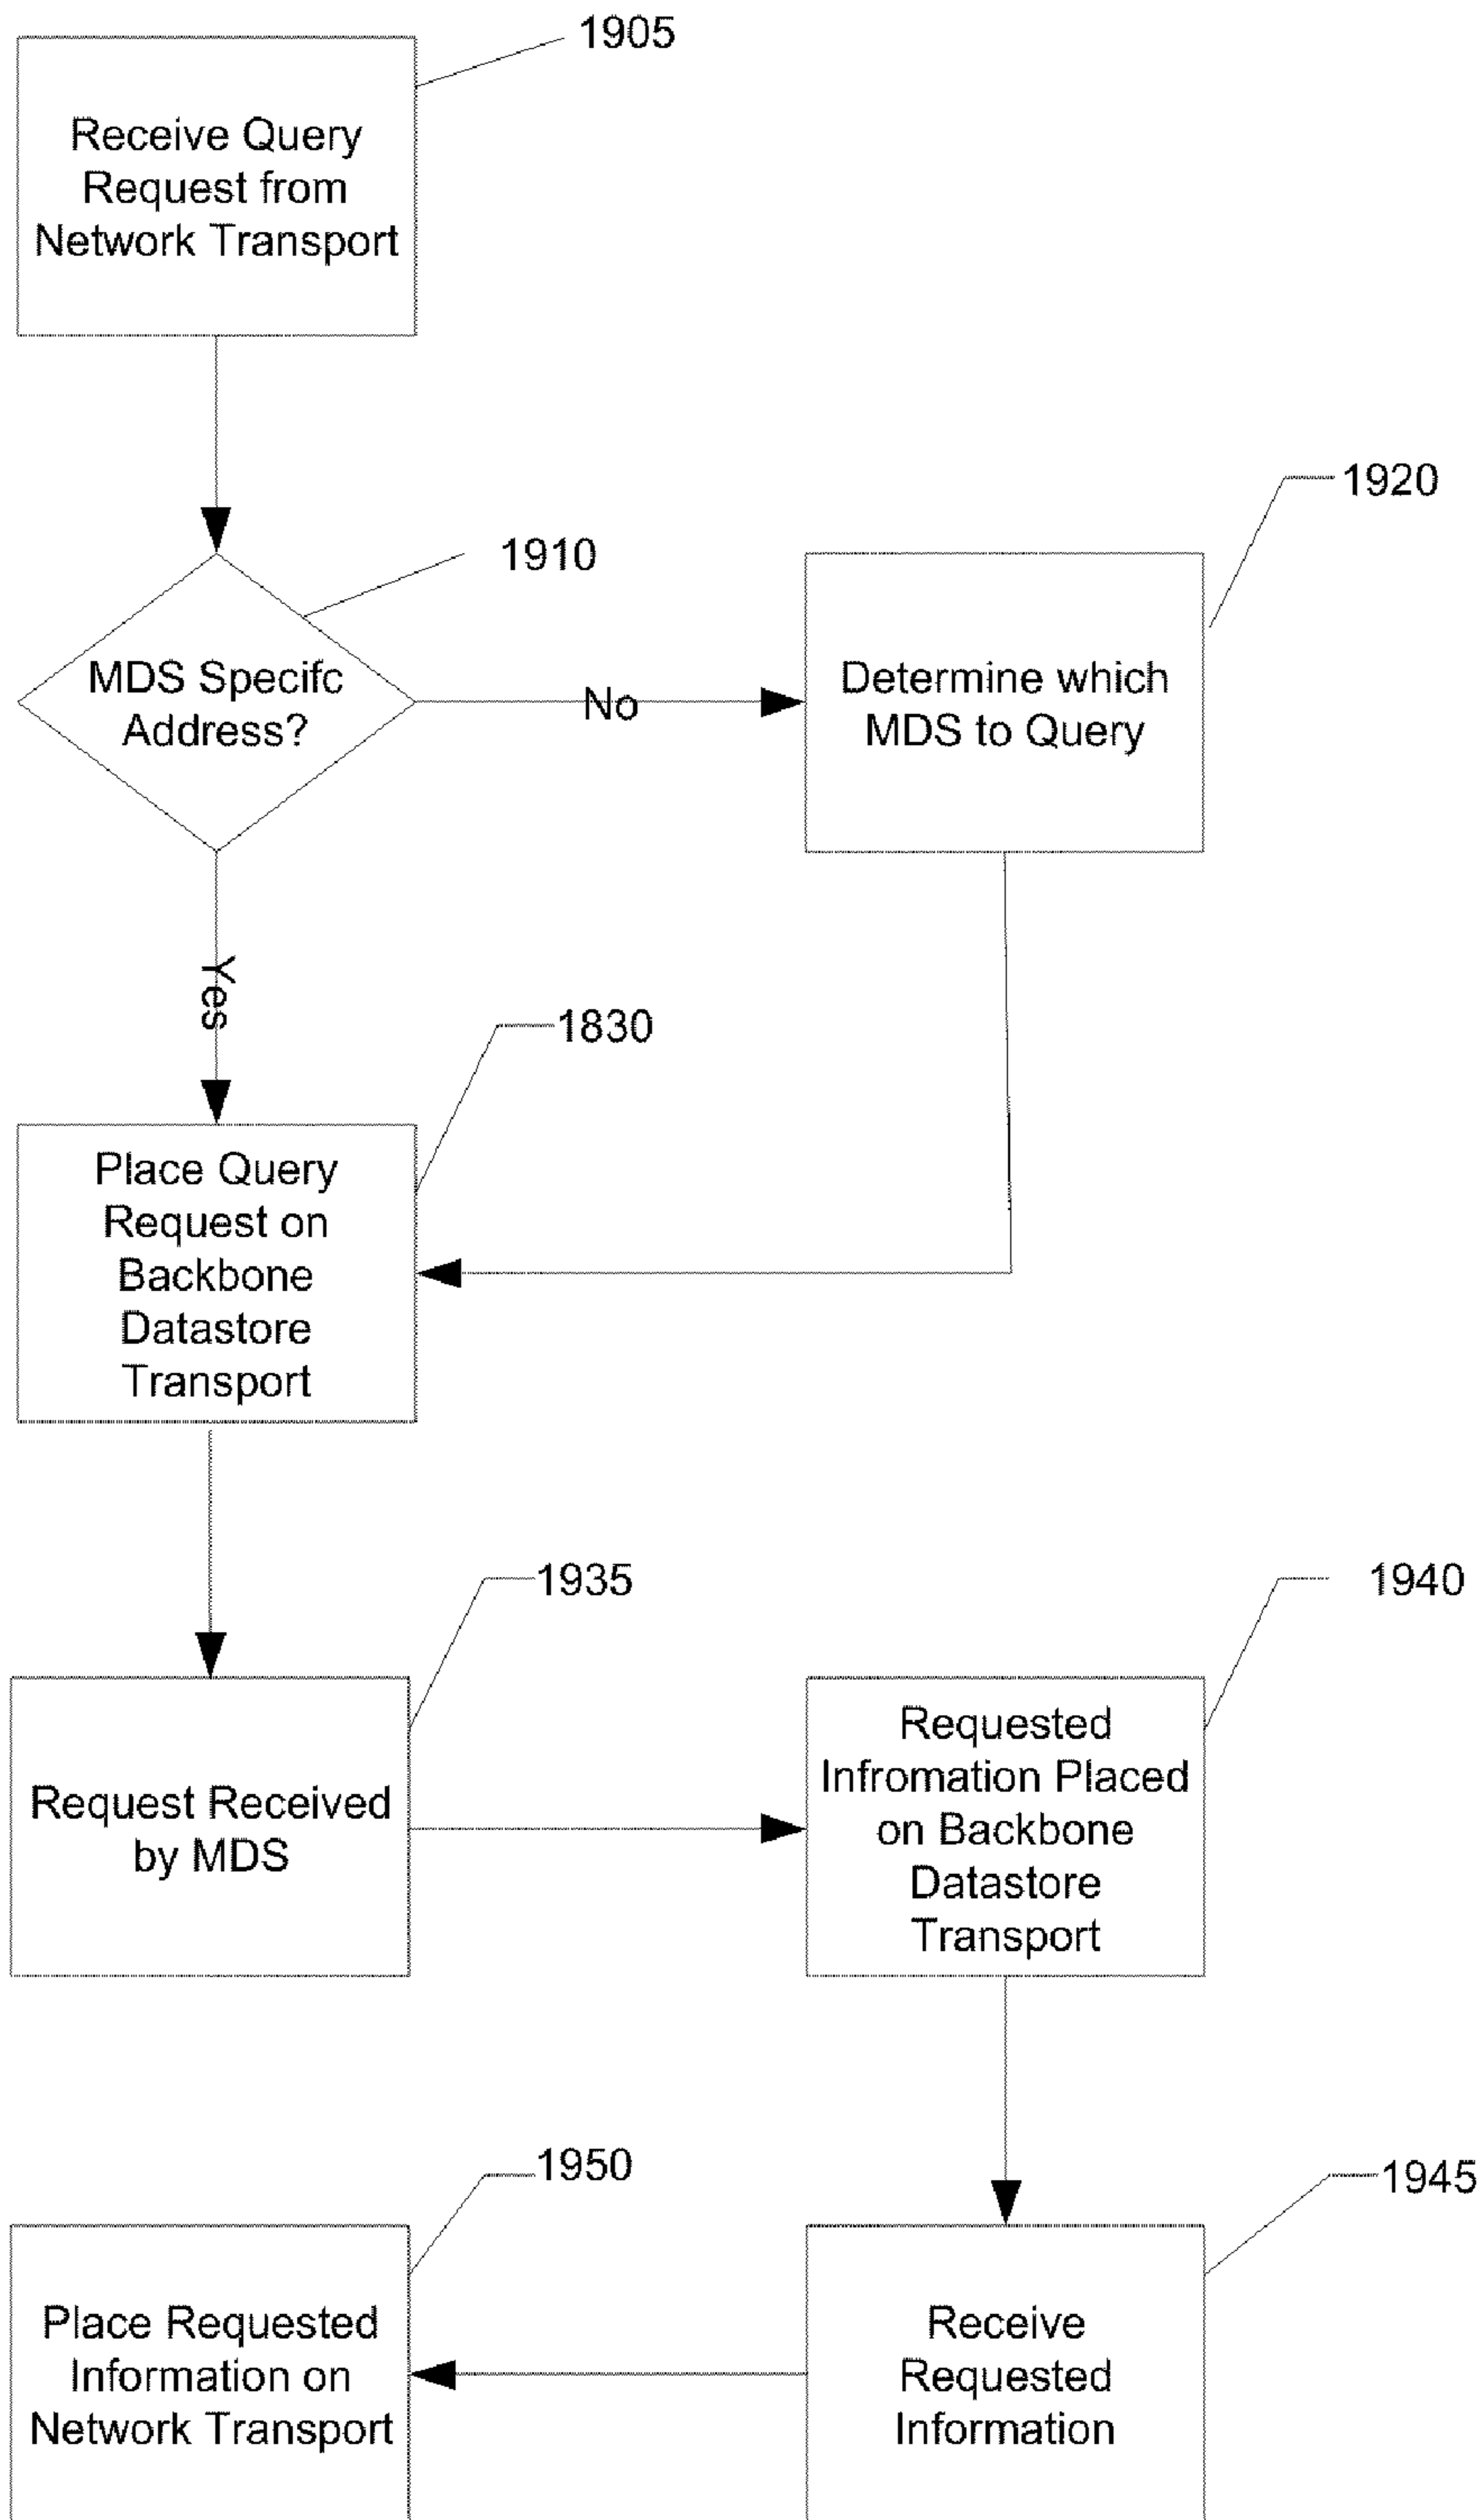 1905
Receive Query
Request from
Network Transport
1910
MDS Specifc
Address?
No
1920
Determine which
MDS to Query
Yes
1830
Place Query
Request on
Backbone
Datastore
Transport
1935
Request Received
by MDS
1940
Requested
Infromation Placed
on Backbone
Datastore
Transport
1950
Place Requested
Information on
Network Transport
1945
Receive
Requested
Information